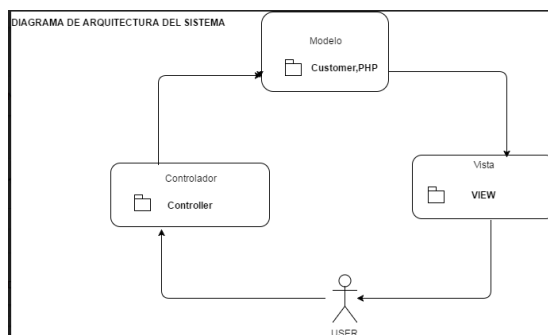 DIAGRAMA DE ARQUITECTURA DEL SISTEMA
Modelo
Customer,PHP
Controlador
Controller
Vista
VIEW
USER